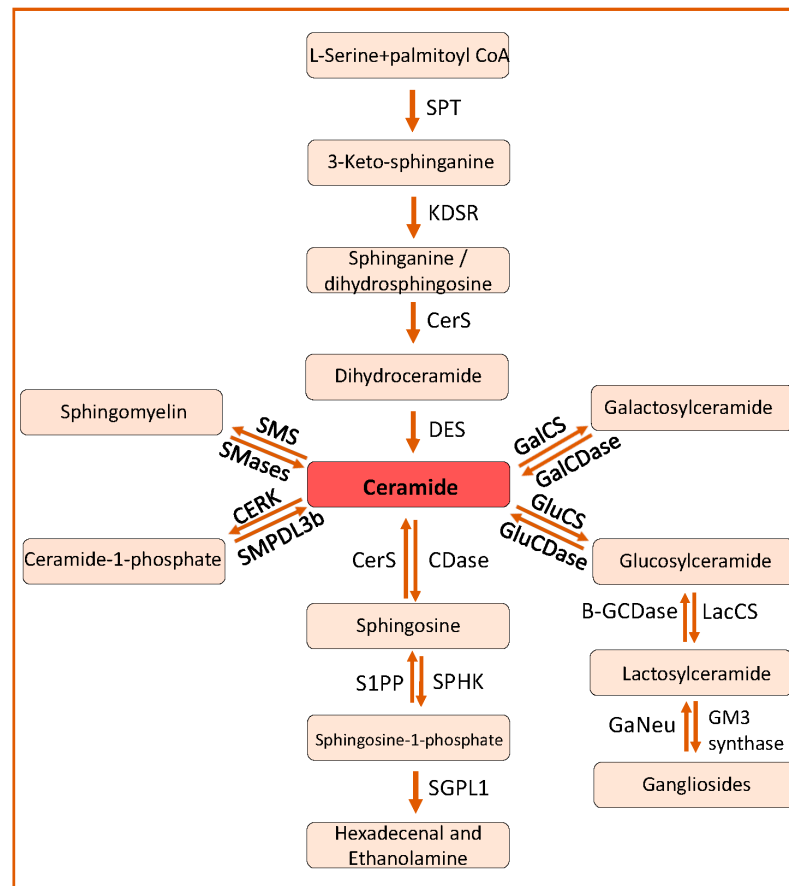 L-Serine+palmitoyl CoA
SPT
3-Keto-sphinganine
KDSR
Sphinganine /
dihydrosphingosine
CerS
Dihydroceramide
DES
Sphingomyelin
SMS
SMases
Galactosylceramide
GalCS
GalCDase
Ceramide
CERK
SMPDL3b
Ceramide-1-phosphate
GluCS
GluCDase
Glucosylceramide
CerS
CDase
Sphingosine
B-GCDase
LacCS
Lactosylceramide
S1PP
SPHK
Sphingosine-1-phosphate
GaNeu
GM3
synthase
Gangliosides
SGPL1
Hexadecenal and
Ethanolamine